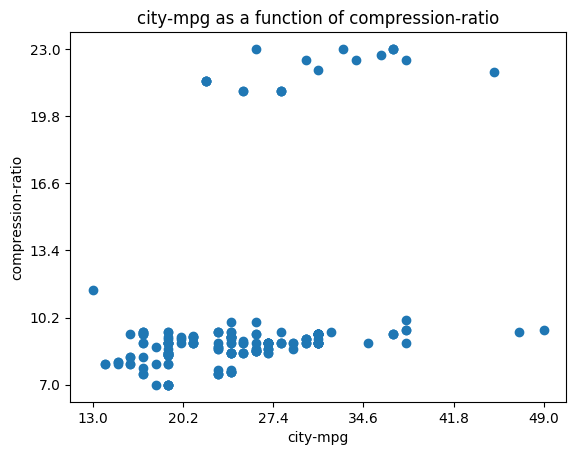 city-mpg as a function of compression-ratio
compression-ratio
23.0
19.8
16.6
13.4
10.2
7.0
13.0 20.2 27.4 34.6 41.8 49.0
city-mpg